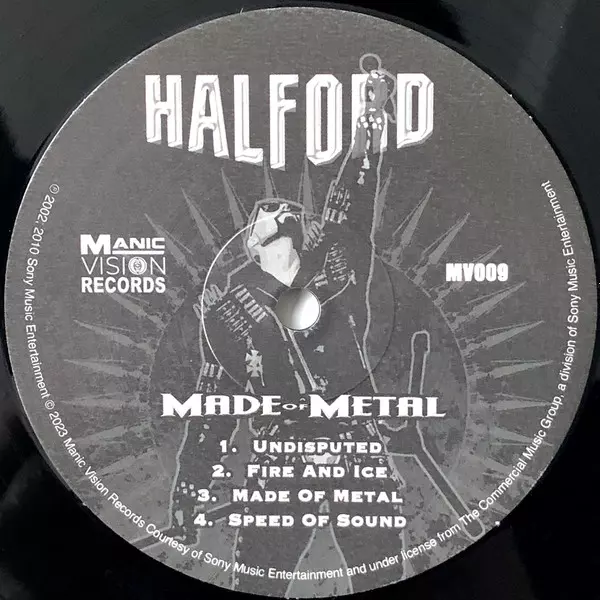 HALFORD
MANIC
VISION
RECORDS
MV009
MADE OF METAL
1. UNDISPUTED
2. FIRE AND ICE
3. MADE OF METAL
4. SPEED OF SOUND
℗ 2002, 2010 Sony Music Entertainment © 2023 Manic Vision Records Courtesy of Sony Music Entertainment and under license from The Commercial Music Group, a division of Sony Music Entertainment